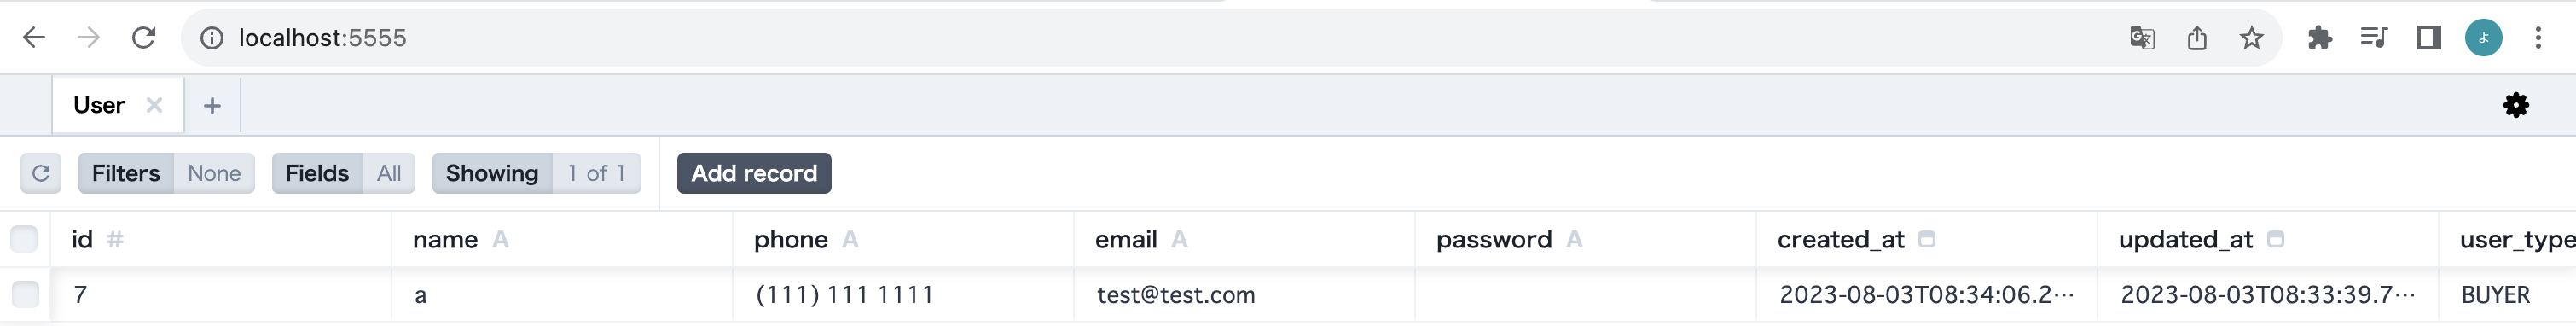 localhost:5555
よ
User
Filters None Fields All Showing 1 of 1 Add record
id # name A phone A email A password A created_at updated_at user_type
7 a (111) 111 1111 test@test.com 2023-08-03T08:34:06.2… 2023-08-03T08:33:39.7… BUYER